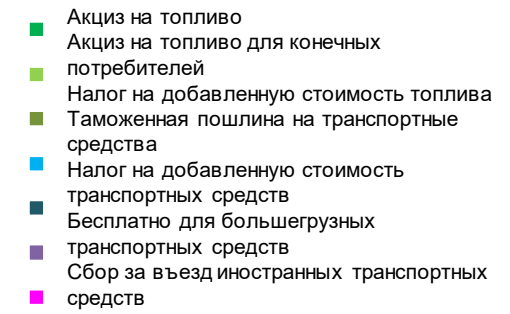 Акциз на топливо
Акциз на топливо для конечных
потребителей
Налог на добавленную стоимость топлива
Таможенная пошлина на транспортные
средства
Налог на добавленную стоимость
транспортных средств
Бесплатно для большегрузных
транспортных средств
Сбор за въезд иностранных транспортных
средств